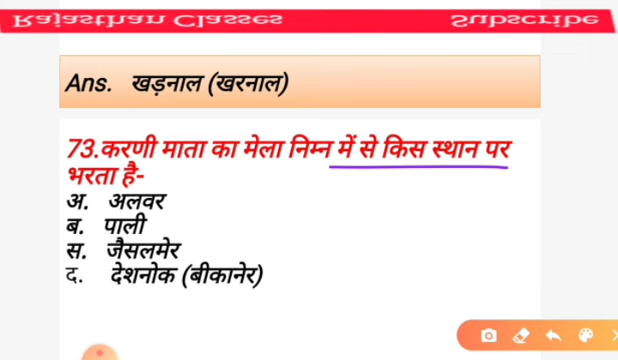 Rajasthan Classes Subscribe
Ans. खड़नाल (खरनाल)
73.करणी माता का मेला निम्न में से किस स्थान पर
भरता है-
अ. अलवर
ब. पाली
स. जैसलमेर
द. देशनोक (बीकानेर)